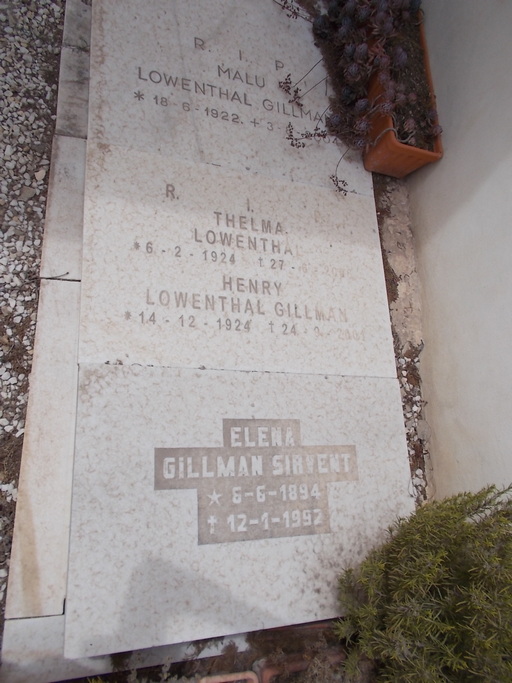 R. I. P.
MALU
LOWENTHAL GILLMAN
* 18 - 6 - 1922. + 3 -
R. I.
THELMA
LOWENTHAL
*6 - 2 - 1924 †27 -
HENRY
LOWENTHAL GILLMAN
*14 - 12 - 1924 †24 -
ELENA
GILLMAN SIRVENT
★ 6-6-1894
† 12-1-1952